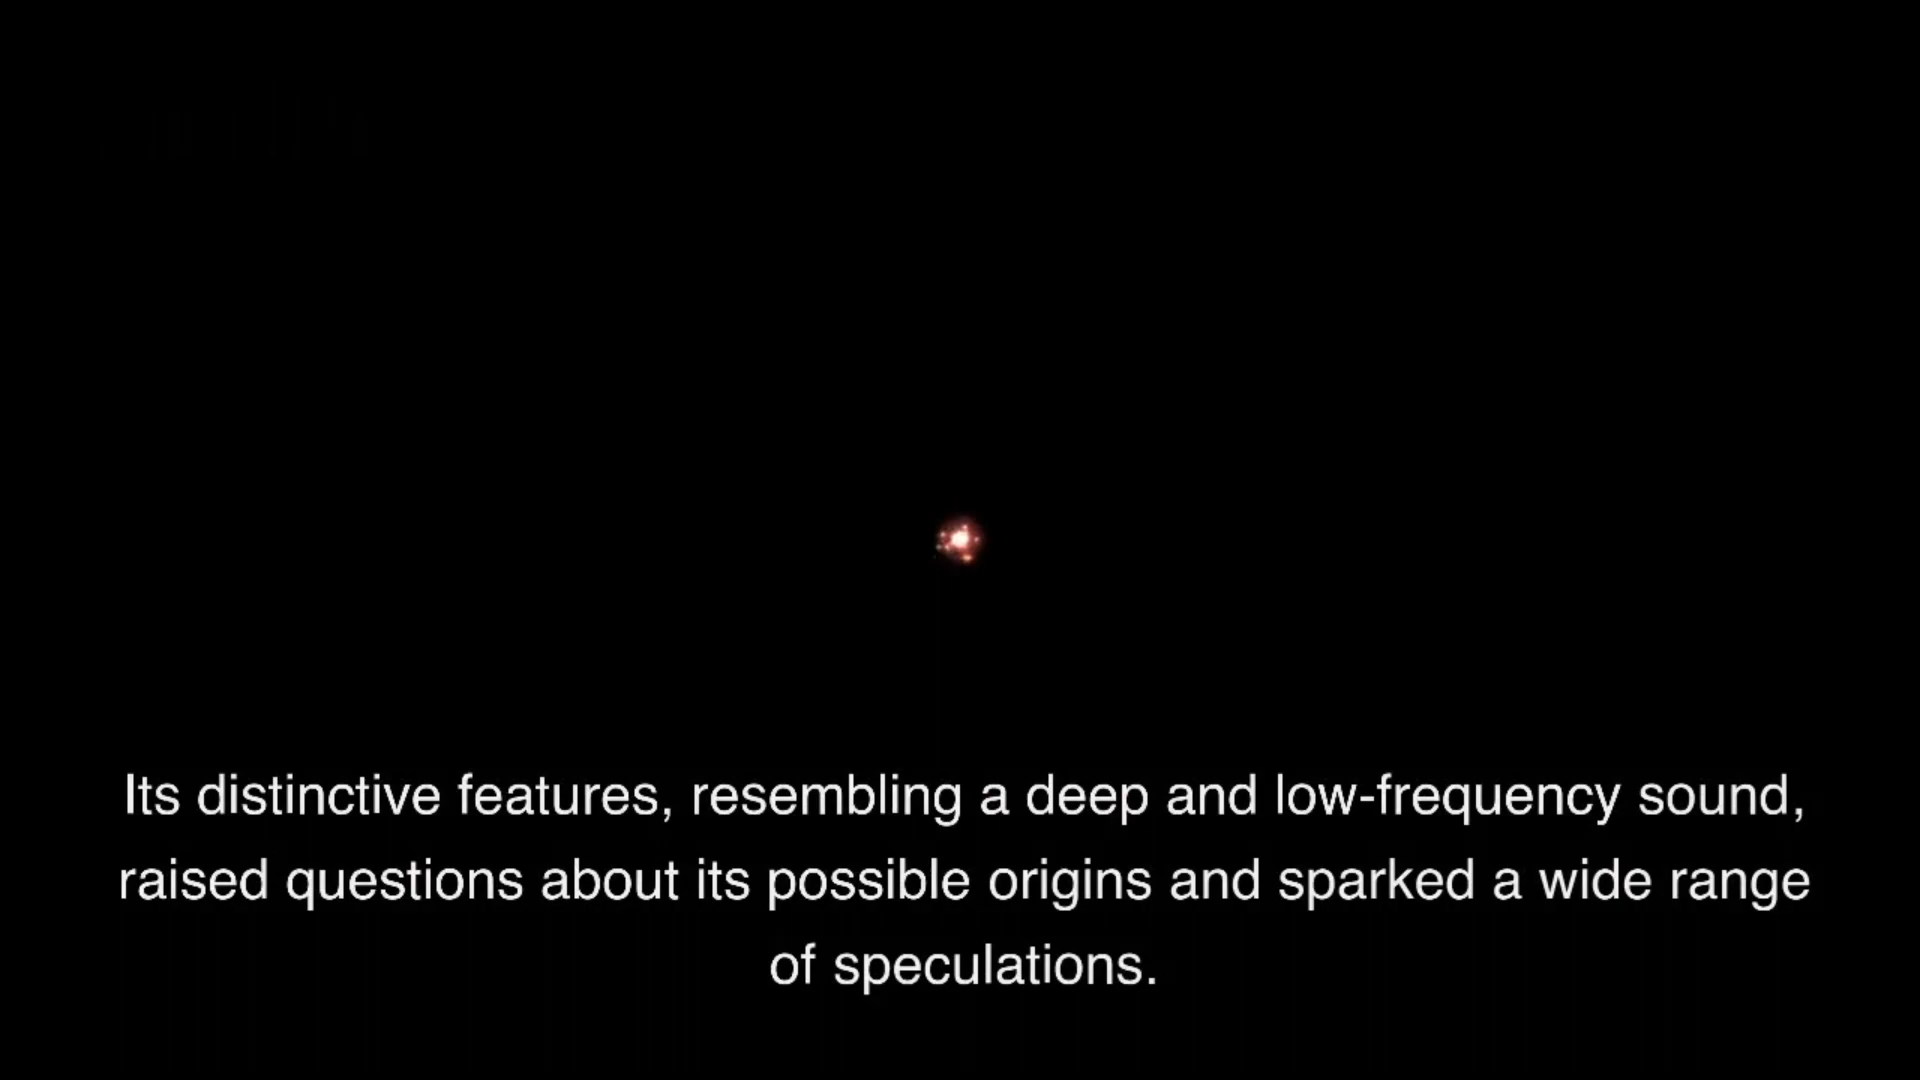 Its distinctive features, resembling a deep and low-frequency sound,
raised questions about its possible origins and sparked a wide range
of speculations.